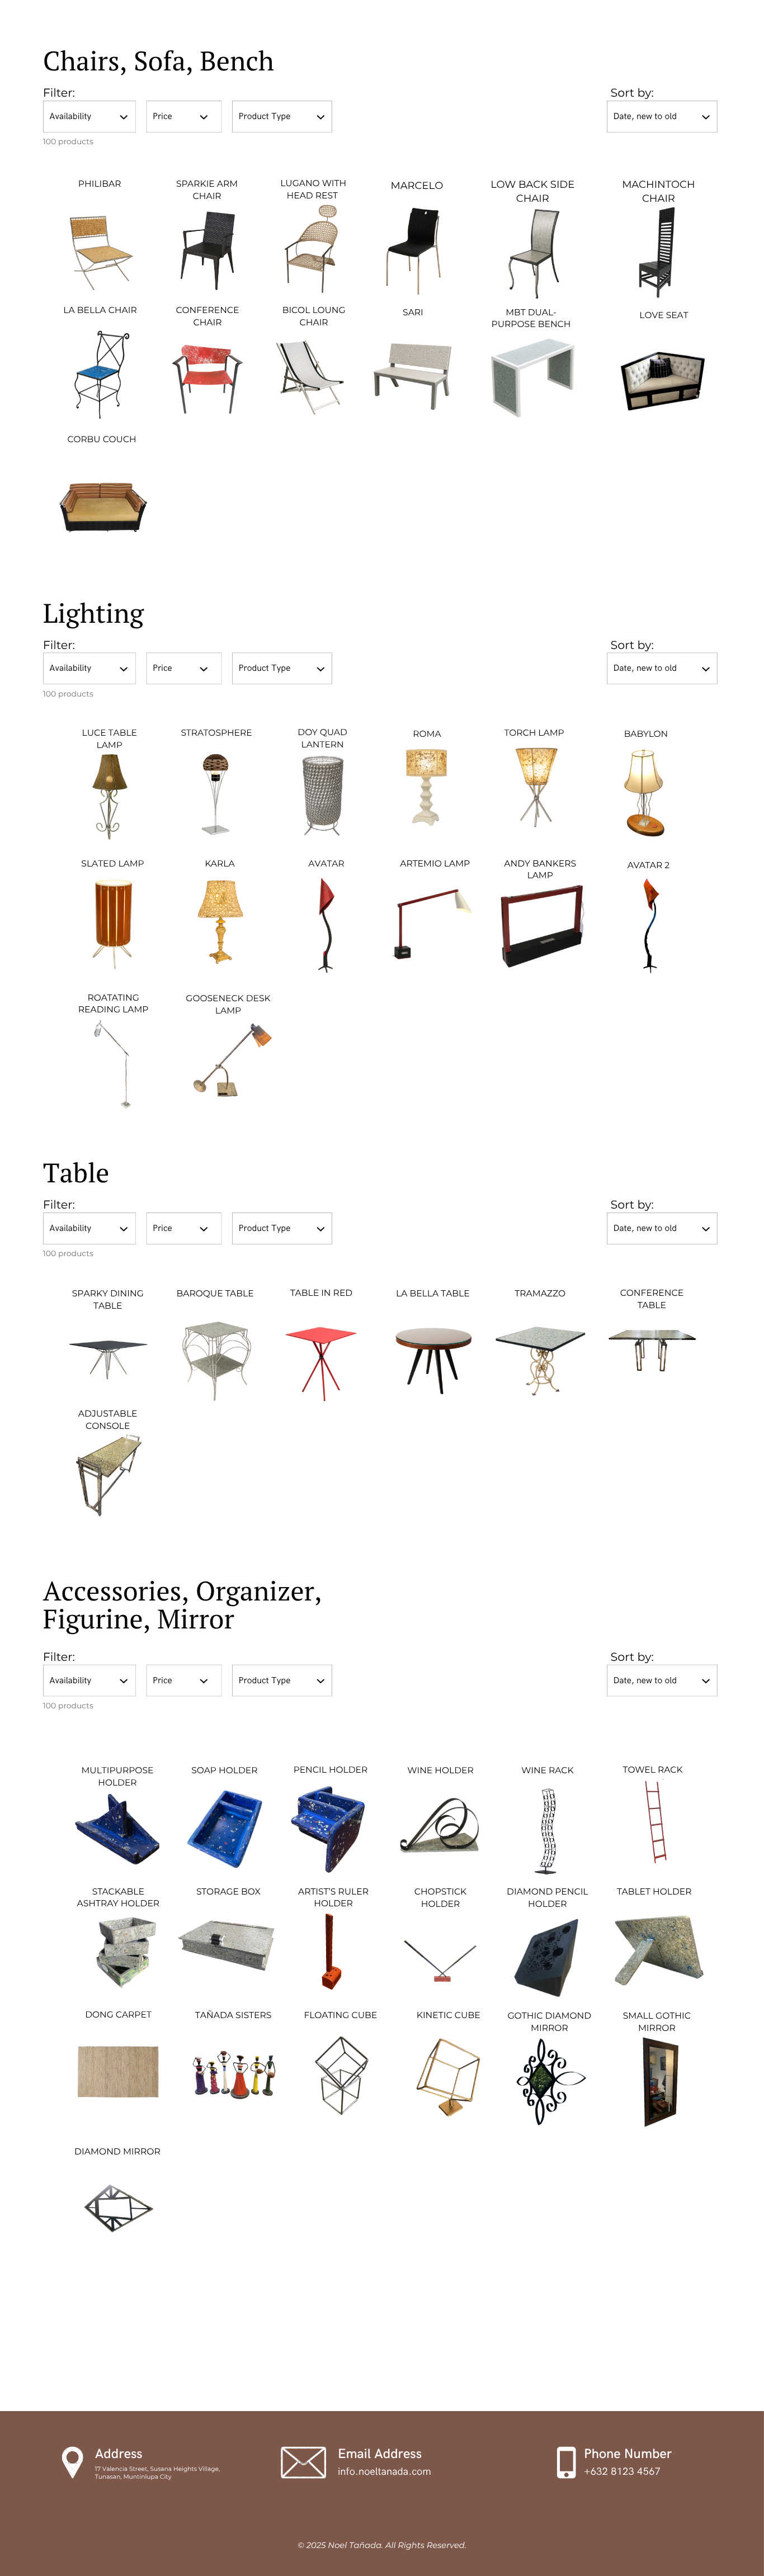 Chairs, Sofa, Bench
Filter:
Sort by:
Availability
Price
Product Type
Date, new to old
100 products
PHILIBAR
SPARKIE ARM
CHAIR
LUGANO WITH
HEAD REST
MARCELO
LOW BACK SIDE
CHAIR
MACHINTOCH
CHAIR
LA BELLA CHAIR
CONFERENCE
CHAIR
BICOL LOUNG
CHAIR
SARI
MBT DUAL-
PURPOSE BENCH
LOVE SEAT
CORBU COUCH
Lighting
Filter:
Sort by:
Availability
Price
Product Type
Date, new to old
100 products
LUCE TABLE
LAMP
STRATOSPHERE
DOY QUAD
LANTERN
ROMA
TORCH LAMP
BABYLON
SLATED LAMP
KARLA
AVATAR
ARTEMIO LAMP
ANDY BANKERS
LAMP
AVATAR 2
ROATATING
READING LAMP
GOOSENECK DESK
LAMP
Table
Filter:
Sort by:
Availability
Price
Product Type
Date, new to old
100 products
SPARKY DINING
TABLE
BAROQUE TABLE
TABLE IN RED
LA BELLA TABLE
TRAMAZZO
CONFERENCE
TABLE
ADJUSTABLE
CONSOLE
Accessories, Organizer,
Figurine, Mirror
Filter:
Sort by:
Availability
Price
Product Type
Date, new to old
100 products
MULTIPURPOSE
HOLDER
SOAP HOLDER
PENCIL HOLDER
WINE HOLDER
WINE RACK
TOWEL RACK
STACKABLE
ASHTRAY HOLDER
STORAGE BOX
ARTIST'S RULER
HOLDER
CHOPSTICK
HOLDER
DIAMOND PENCIL
HOLDER
TABLET HOLDER
DONG CARPET
TAÑADA SISTERS
FLOATING CUBE
KINETIC CUBE
GOTHIC DIAMOND
MIRROR
SMALL GOTHIC
MIRROR
DIAMOND MIRROR
Address
17 Valencia Street, Susana Heights Village,
Tunasan, Muntinlupa City
Email Address
info.noeltanada.com
Phone Number
+632 8123 4567
© 2025 Noel Tañada. All Rights Reserved.